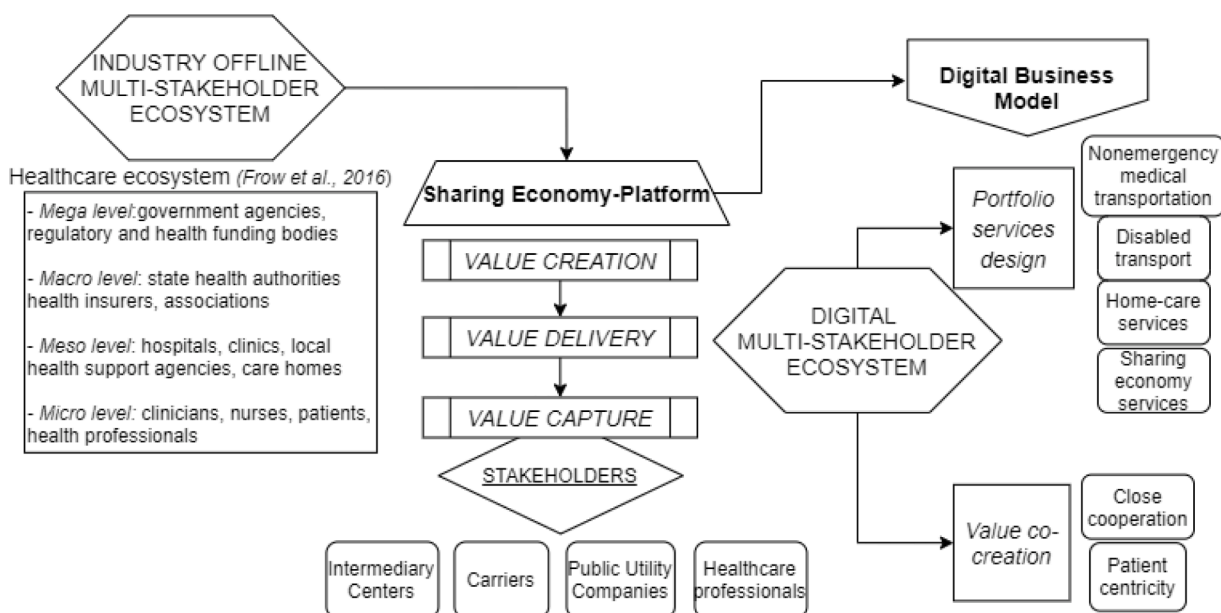 INDUSTRY OFFLINE
MULTI-STAKEHOLDER
ECOSYSTEM
Healthcare ecosystem (Frow et al., 2016)
- Mega level:government agencies,
regulatory and health funding bodies
- Macro level: state health authorities
health insurers, associations
- Meso level: hospitals, clinics, local
health support agencies, care homes
- Micro level: clinicians, nurses, patients,
health professionals
Sharing Economy-Platform
VALUE CREATION
VALUE DELIVERY
VALUE CAPTURE
STAKEHOLDERS
Intermediary
Centers
Carriers
Public Utility
Companies
Healthcare
professionals
Digital Business
Model
DIGITAL
MULTI-STAKEHOLDER
ECOSYSTEM
Portfolio
services
design
Nonemergency
medical
transportation
Disabled
transport
Home-care
services
Sharing
economy
services
Value co-
creation
Close
cooperation
Patient
centricity